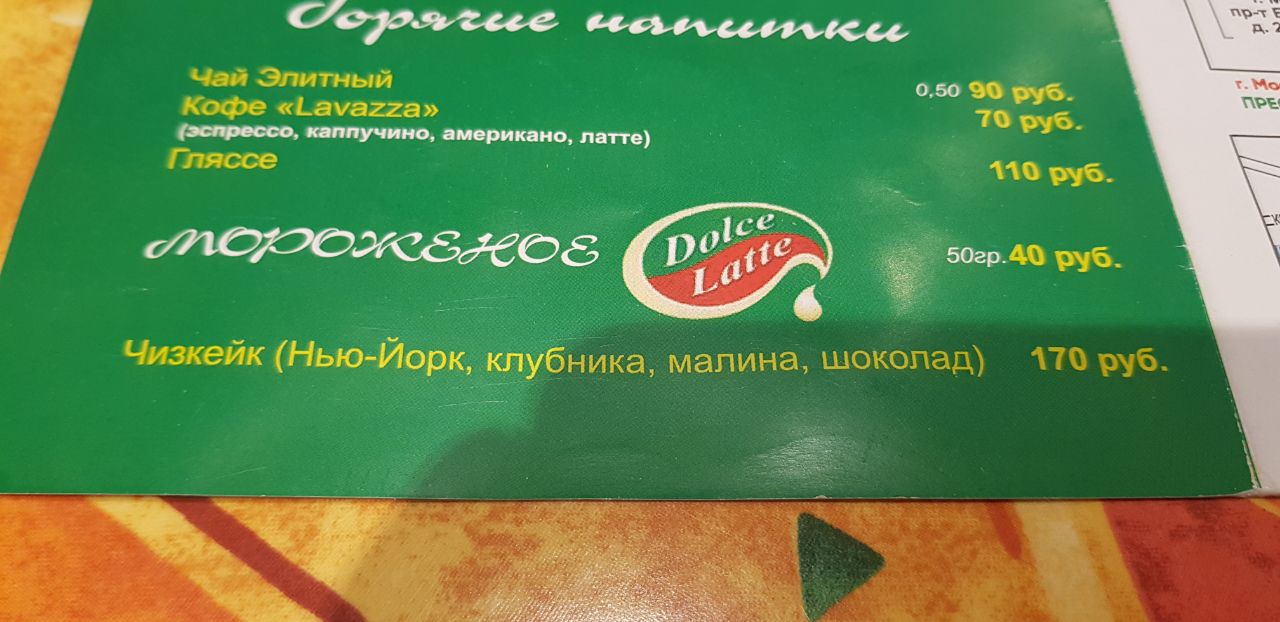 Горячие напитки
Чай Элитный 0,50 90 руб.
Кофе «Lavazza» 70 руб.
(эспрессо, каппучино, американо, латте)
Гляссе 110 руб.
МОРОЖЕНОЕ Dolce Latte 50гр. 40 руб.
Чизкейк (Нью-Йорк, клубника, малина, шоколад) 170 руб.
пр-т
д.
г.